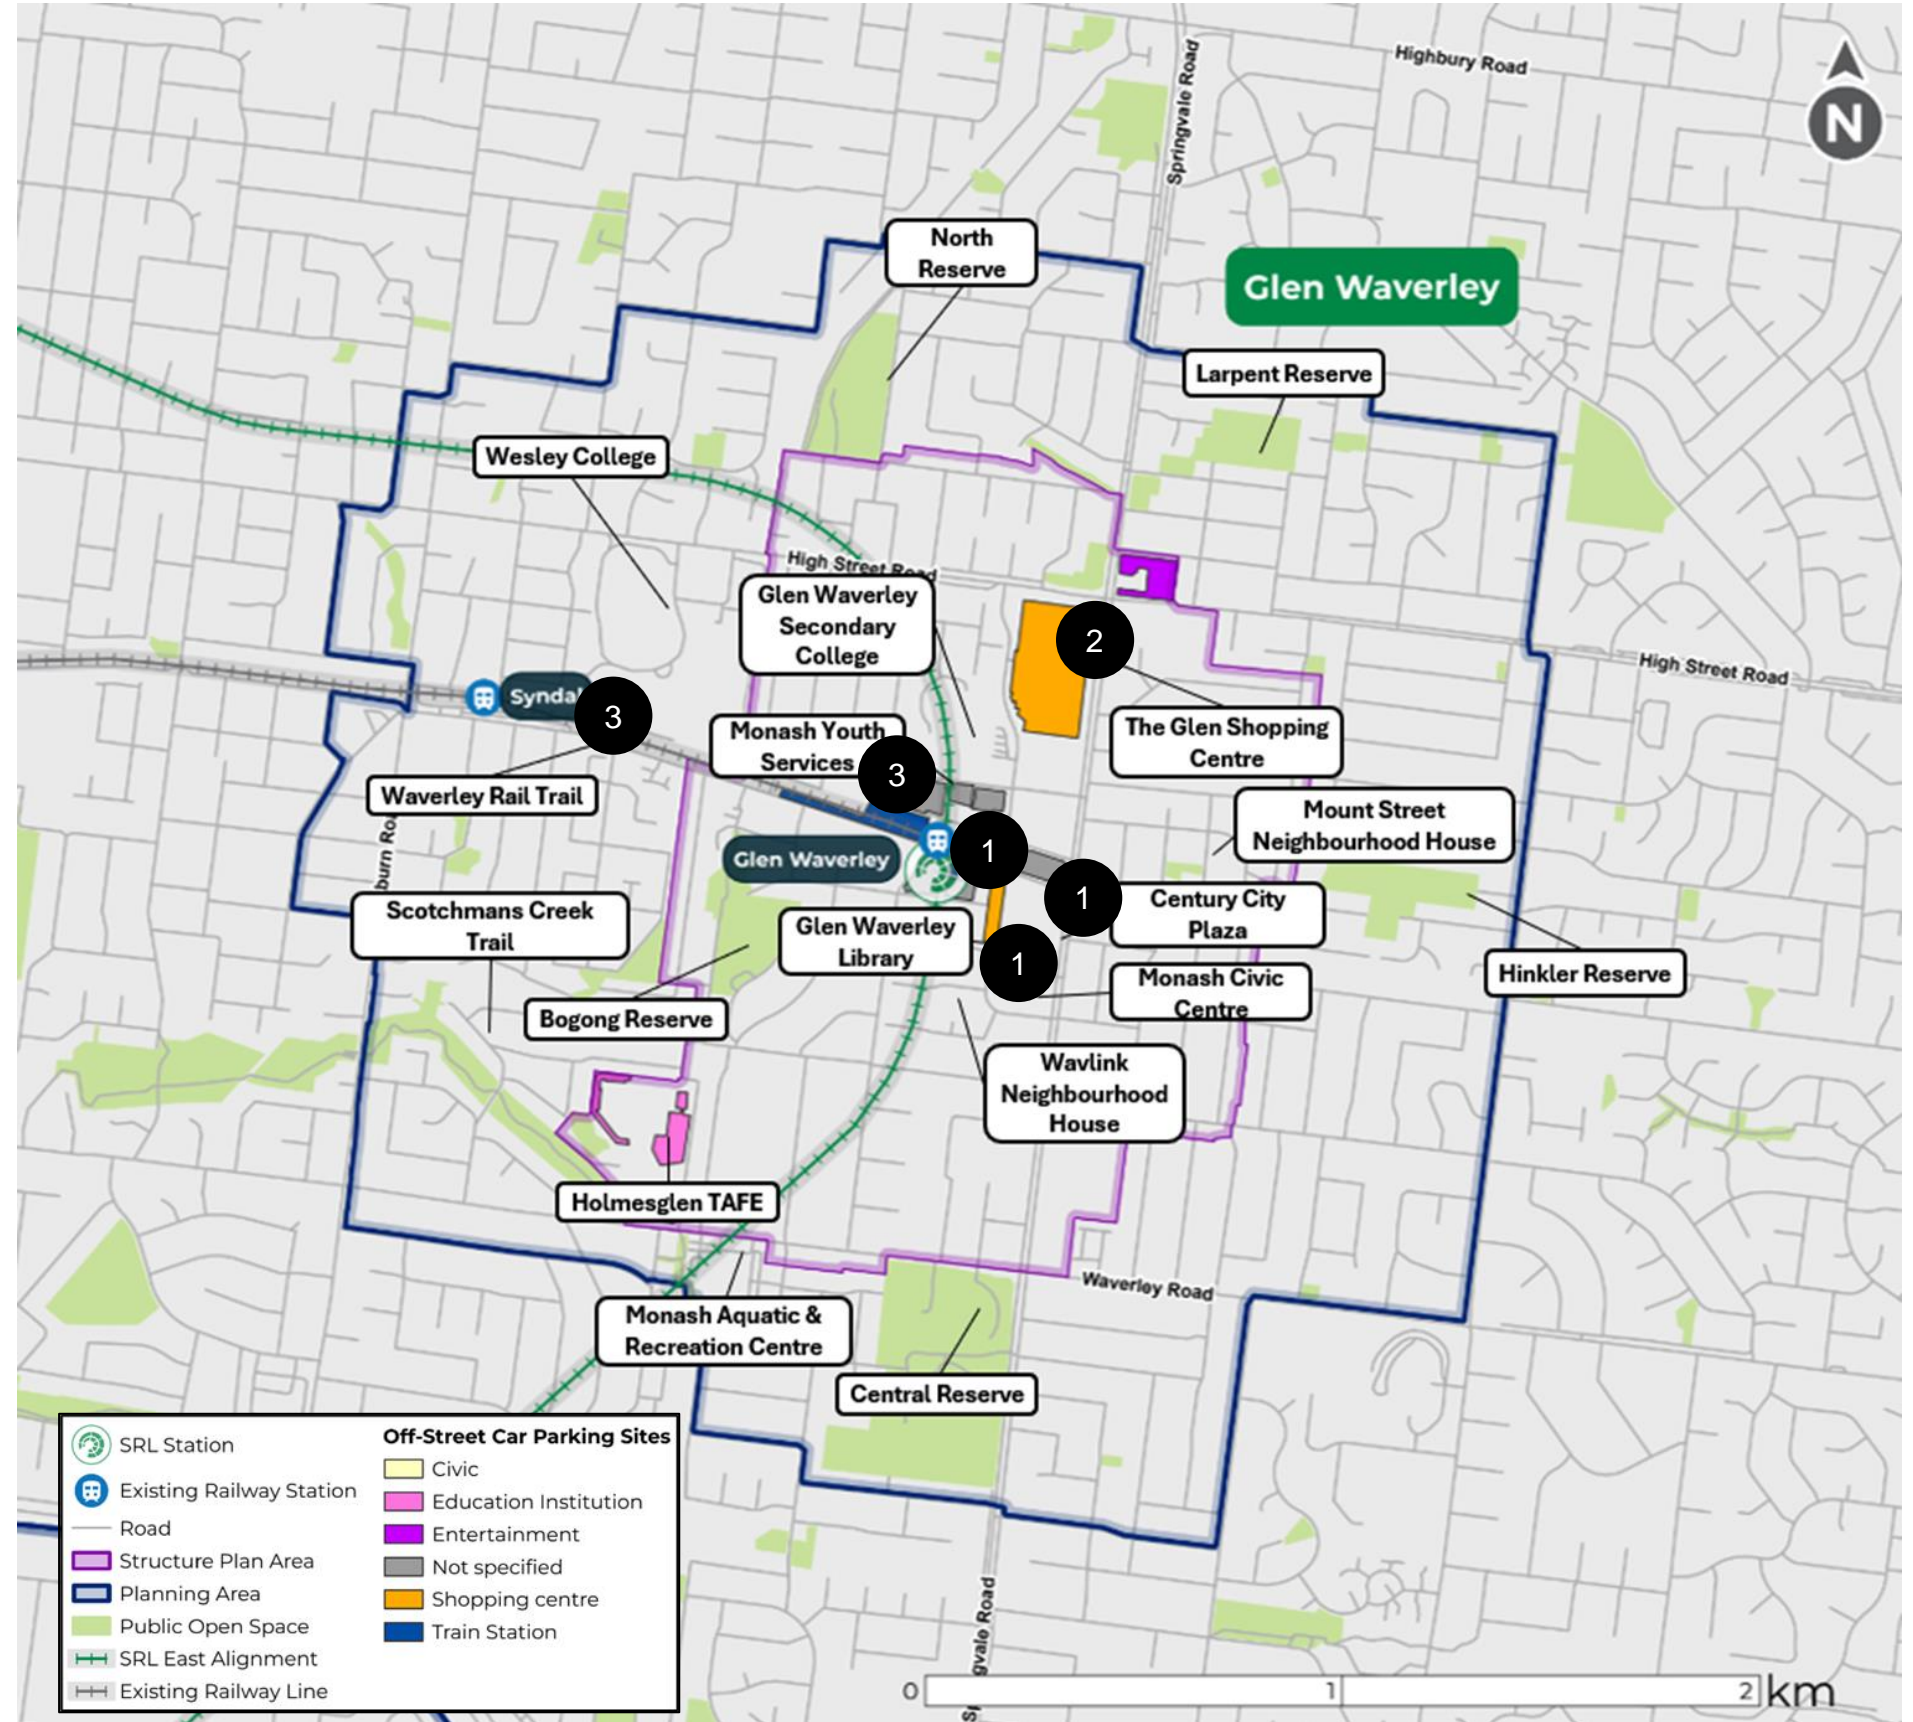 Highbury Road
Springvale Road
N
North
Reserve
Glen Waverley
Larpent Reserve
Wesley College
High Street Road
Glen Waverley
Secondary
College
2
High Street Road
Synda
3
Monash Youth
Services
3
The Glen Shopping
Centre
Waverley Rail Trail
Mount Street
Neighbourhood House
burn Roa
Glen Waverley
1
1
Century City
Plaza
Scotchmans Creek
Trail
Glen Waverley
Library
1
Hinkler Reserve
Monash Civic
Centre
Bogong Reserve
Wavlink
Neighbourhood
House
Holmesglen TAFE
Waverley Road
Monash Aquatic &
Recreation Centre
Central Reserve
SRL Station
Existing Railway Station
Road
Structure Plan Area
Planning Area
Public Open Space
SRL East Alignment
Existing Railway Line
Off-Street Car Parking Sites
Civic
Education Institution
Entertainment
Not specified
Shopping centre
Train Station
gvale Road
0 1 2 km